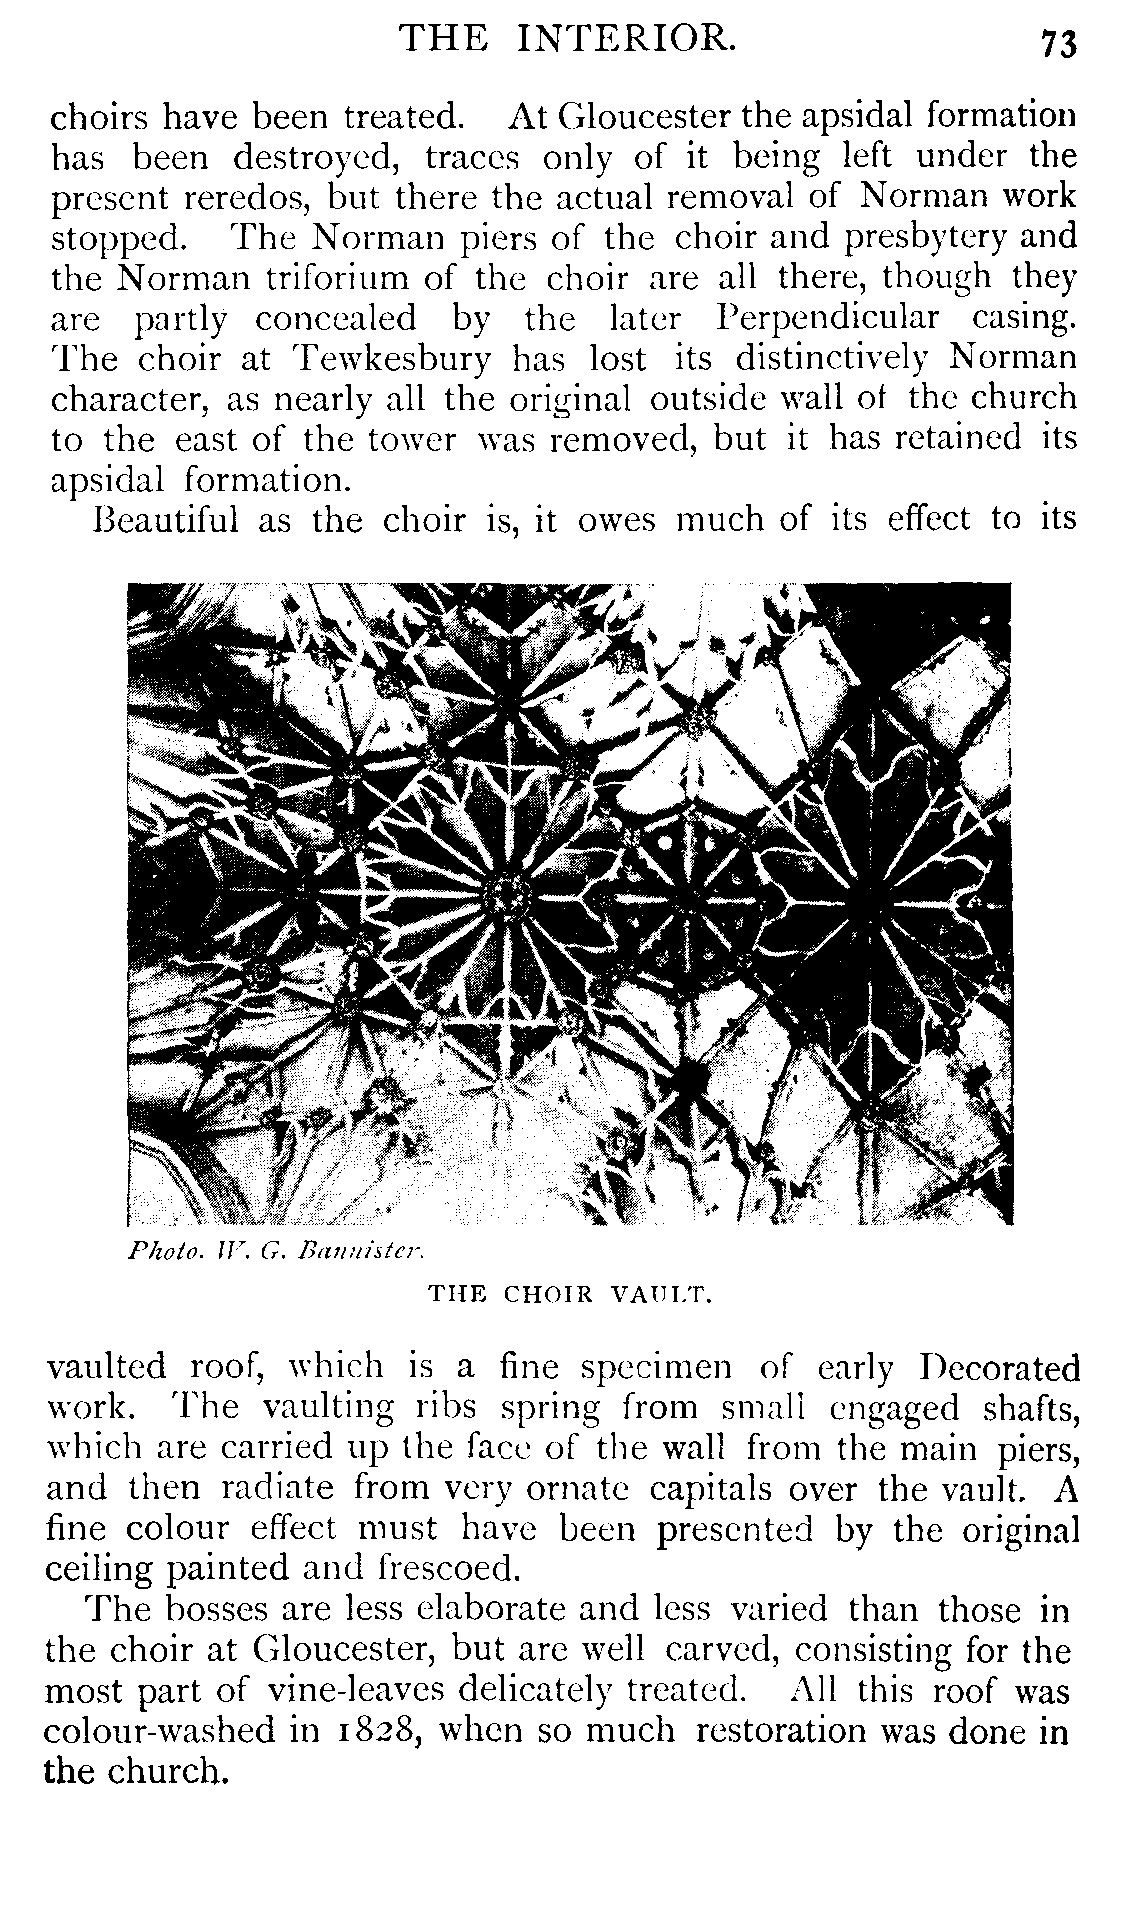 THE INTERIOR. 73
choirs have been treated. At Gloucester the apsidal formation
has been destroyed, traces only of it being left under the
present reredos, but there the actual removal of Norman work
stopped. The Norman piers of the choir and presbytery and
the Norman triforium of the choir are all there, though they
are partly concealed by the later Perpendicular casing.
The choir at Tewkesbury has lost its distinctively Norman
character, as nearly all the original outside wall of the church
to the east of the tower was removed, but it has retained its
apsidal formation.
Beautiful as the choir is, it owes much of its effect to its
Photo. W. G. Bannister.
THE CHOIR VAULT.
vaulted roof, which is a fine specimen of early Decorated
work. The vaulting ribs spring from small engaged shafts,
which are carried up the face of the wall from the main piers,
and then radiate from very ornate capitals over the vault. A
fine colour effect must have been presented by the original
ceiling painted and frescoed.
The bosses are less elaborate and less varied than those in
the choir at Gloucester, but are well carved, consisting for the
most part of vine-leaves delicately treated. All this roof was
colour-washed in 1828, when so much restoration was done in
the church.